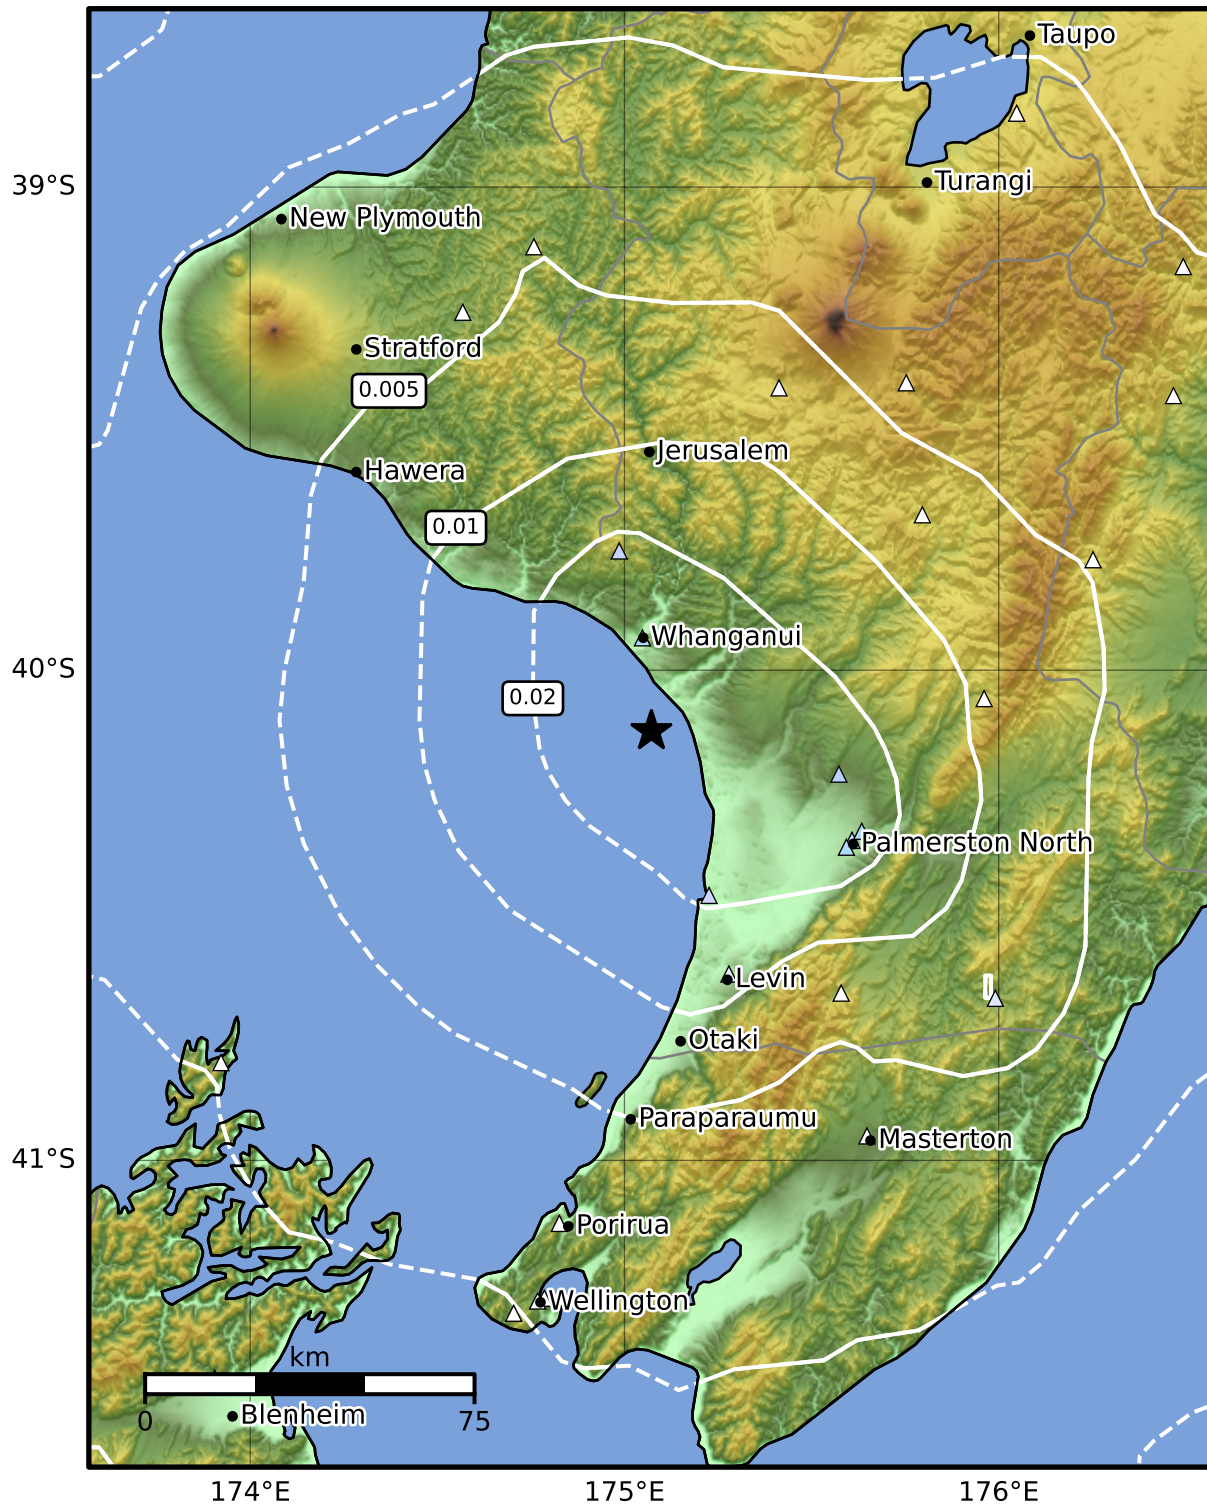 Taupo
39°S
Turangi
New Plymouth
Stratford
0.005
Jerusalem
Hawera
0.01
Whanganui
40°S
0.02
Palmerston North
Levin
Otaki
Paraparaumu
Masterton
41°S
Porirua
Wellington
km
0
75
Blenheim
174°E
175°E
176°E